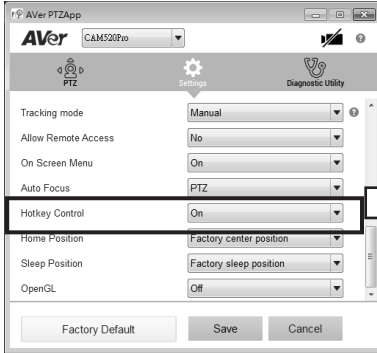 AVer PTZApp
AVer CAM520Pro
PTZ Settings Diagnostic Utility
Tracking mode Manual
Allow Remote Access No
On Screen Menu On
Auto Focus PTZ
Hotkey Control On
Home Position Factory center position
Sleep Position Factory sleep position
OpenGL Off
Factory Default Save Cancel